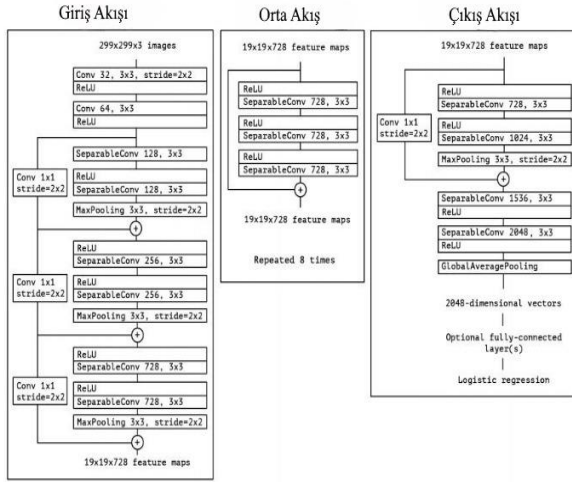 Giriş Akışı
299x299x3 images
Conv 32, 3x3, stride=2x2
ReLU
Conv 64, 3x3
ReLU
SeparableConv 128, 3x3
Conv 1x1
stride=2x2
ReLU
SeparableConv 128, 3x3
MaxPooling 3x3, stride=2x2
+
ReLU
SeparableConv 256, 3x3
Conv 1x1
stride=2x2
ReLU
SeparableConv 256, 3x3
MaxPooling 3x3, stride=2x2
+
ReLU
SeparableConv 728, 3x3
Conv 1x1
stride=2x2
ReLU
SeparableConv 728, 3x3
MaxPooling 3x3, stride=2x2
+
19x19x728 feature maps
Orta Akış
19x19x728 feature maps
ReLU
SeparableConv 728, 3x3
ReLU
SeparableConv 728, 3x3
ReLU
SeparableConv 728, 3x3
+
19x19x728 feature maps
Repeated 8 times
Çıkış Akışı
19x19x728 feature maps
ReLU
SeparableConv 728, 3x3
Conv 1x1
stride=2x2
ReLU
SeparableConv 1024, 3x3
MaxPooling 3x3, stride=2x2
+
SeparableConv 1536, 3x3
ReLU
SeparableConv 2048, 3x3
ReLU
GlobalAveragePooling
2048-dimensional vectors
Optional fully-connected
layer(s)
Logistic regression